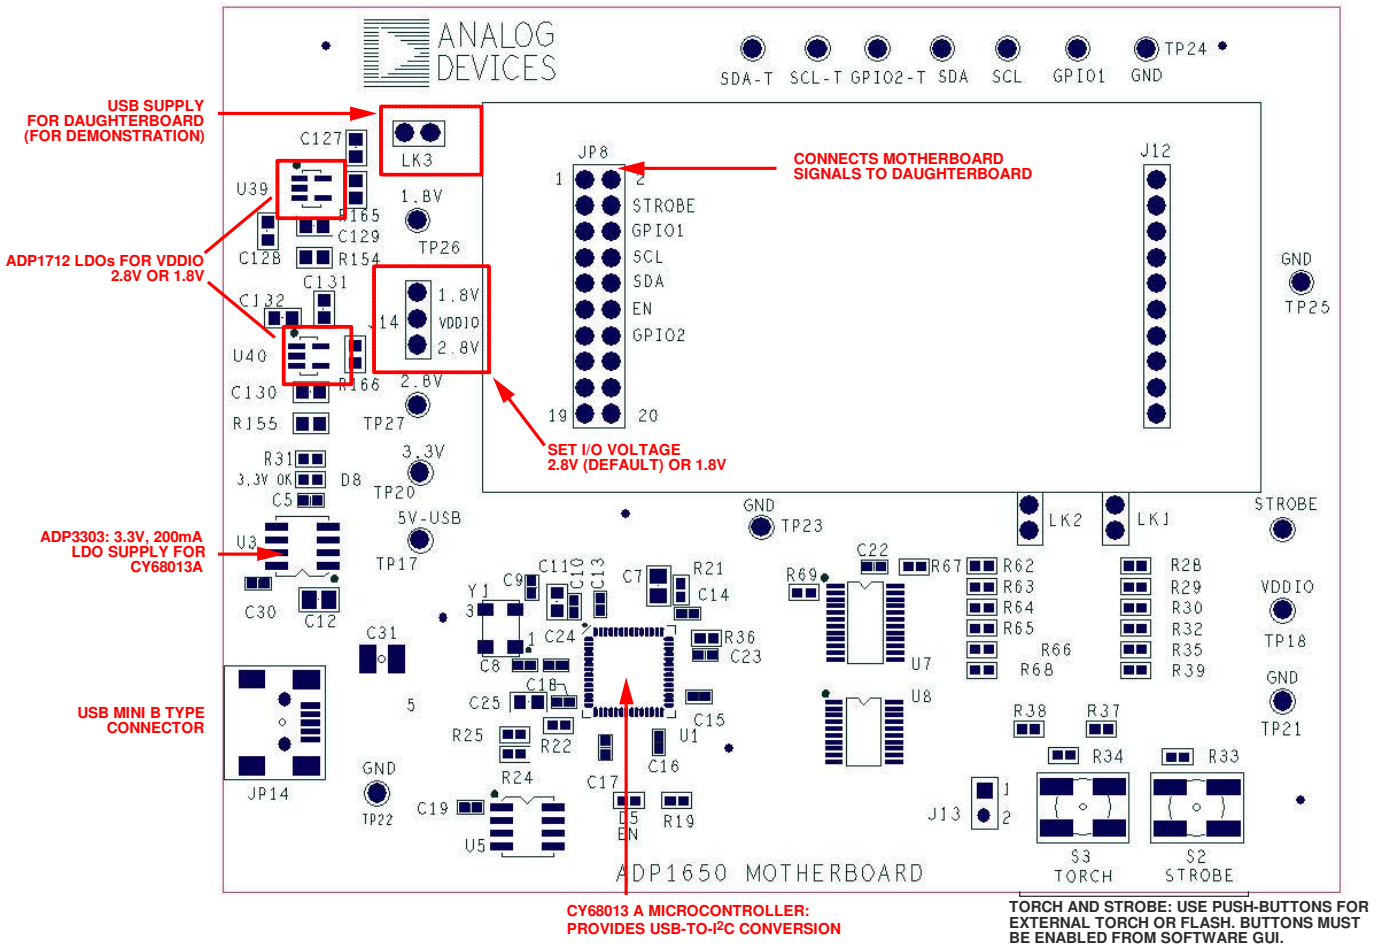 ANALOG
DEVICES
SDA-T SCL-T GPIO2-T SDA SCL GPIO1 GND TP24
USB SUPPLY
FOR DAUGHTERBOARD
(FOR DEMONSTRATION)
C127
LK3
JP8
J12
CONNECTS MOTHERBOARD
SIGNALS TO DAUGHTERBOARD
1 2
U39
1.8V
R165
STROBE
C129
GPIO1
TP26
C128
R154
SCL
ADP1712 LDOs FOR VDDIO
2.8V OR 1.8V
GND
TP25
C131
SDA
C132
1.8V
EN
J14
VDDIO
GPIO2
2.8V
U40
R166
2.8V
C130
TP27
R155
19 20
SET I/O VOLTAGE
2.8V (DEFAULT) OR 1.8V
3.3V
R31
3.3V OK
D8
TP20
C5
GND
TP23
STROBE
5V-USB
LK2
LK1
ADP3303: 3.3V, 200mA
LDO SUPPLY FOR
CY68013A
U3
TP17
C30
C12
C9
C11
C10
C13
C7
R21
C14
C22
R67
R69
R62
R63
R64
R65
R66
R68
R28
R29
R30
R32
R35
R39
VDDIO
TP18
Y1
3
1
C24
R36
C23
C31
C8
C18
C25
C15
U7
U8
GND
TP21
5
USB MINI B TYPE
CONNECTOR
JP14
R25
R22
R24
U1
C16
C17
R38
R37
R34
R33
GND
TP22
C19
U5
D5
EN
R19
J13
1
2
S3
TORCH
S2
STROBE
ADP1650 MOTHERBOARD
CY68013 A MICROCONTROLLER:
PROVIDES USB-TO-I²C CONVERSION
TORCH AND STROBE: USE PUSH-BUTTONS FOR
EXTERNAL TORCH OR FLASH. BUTTONS MUST
BE ENABLED FROM SOFTWARE GUI.